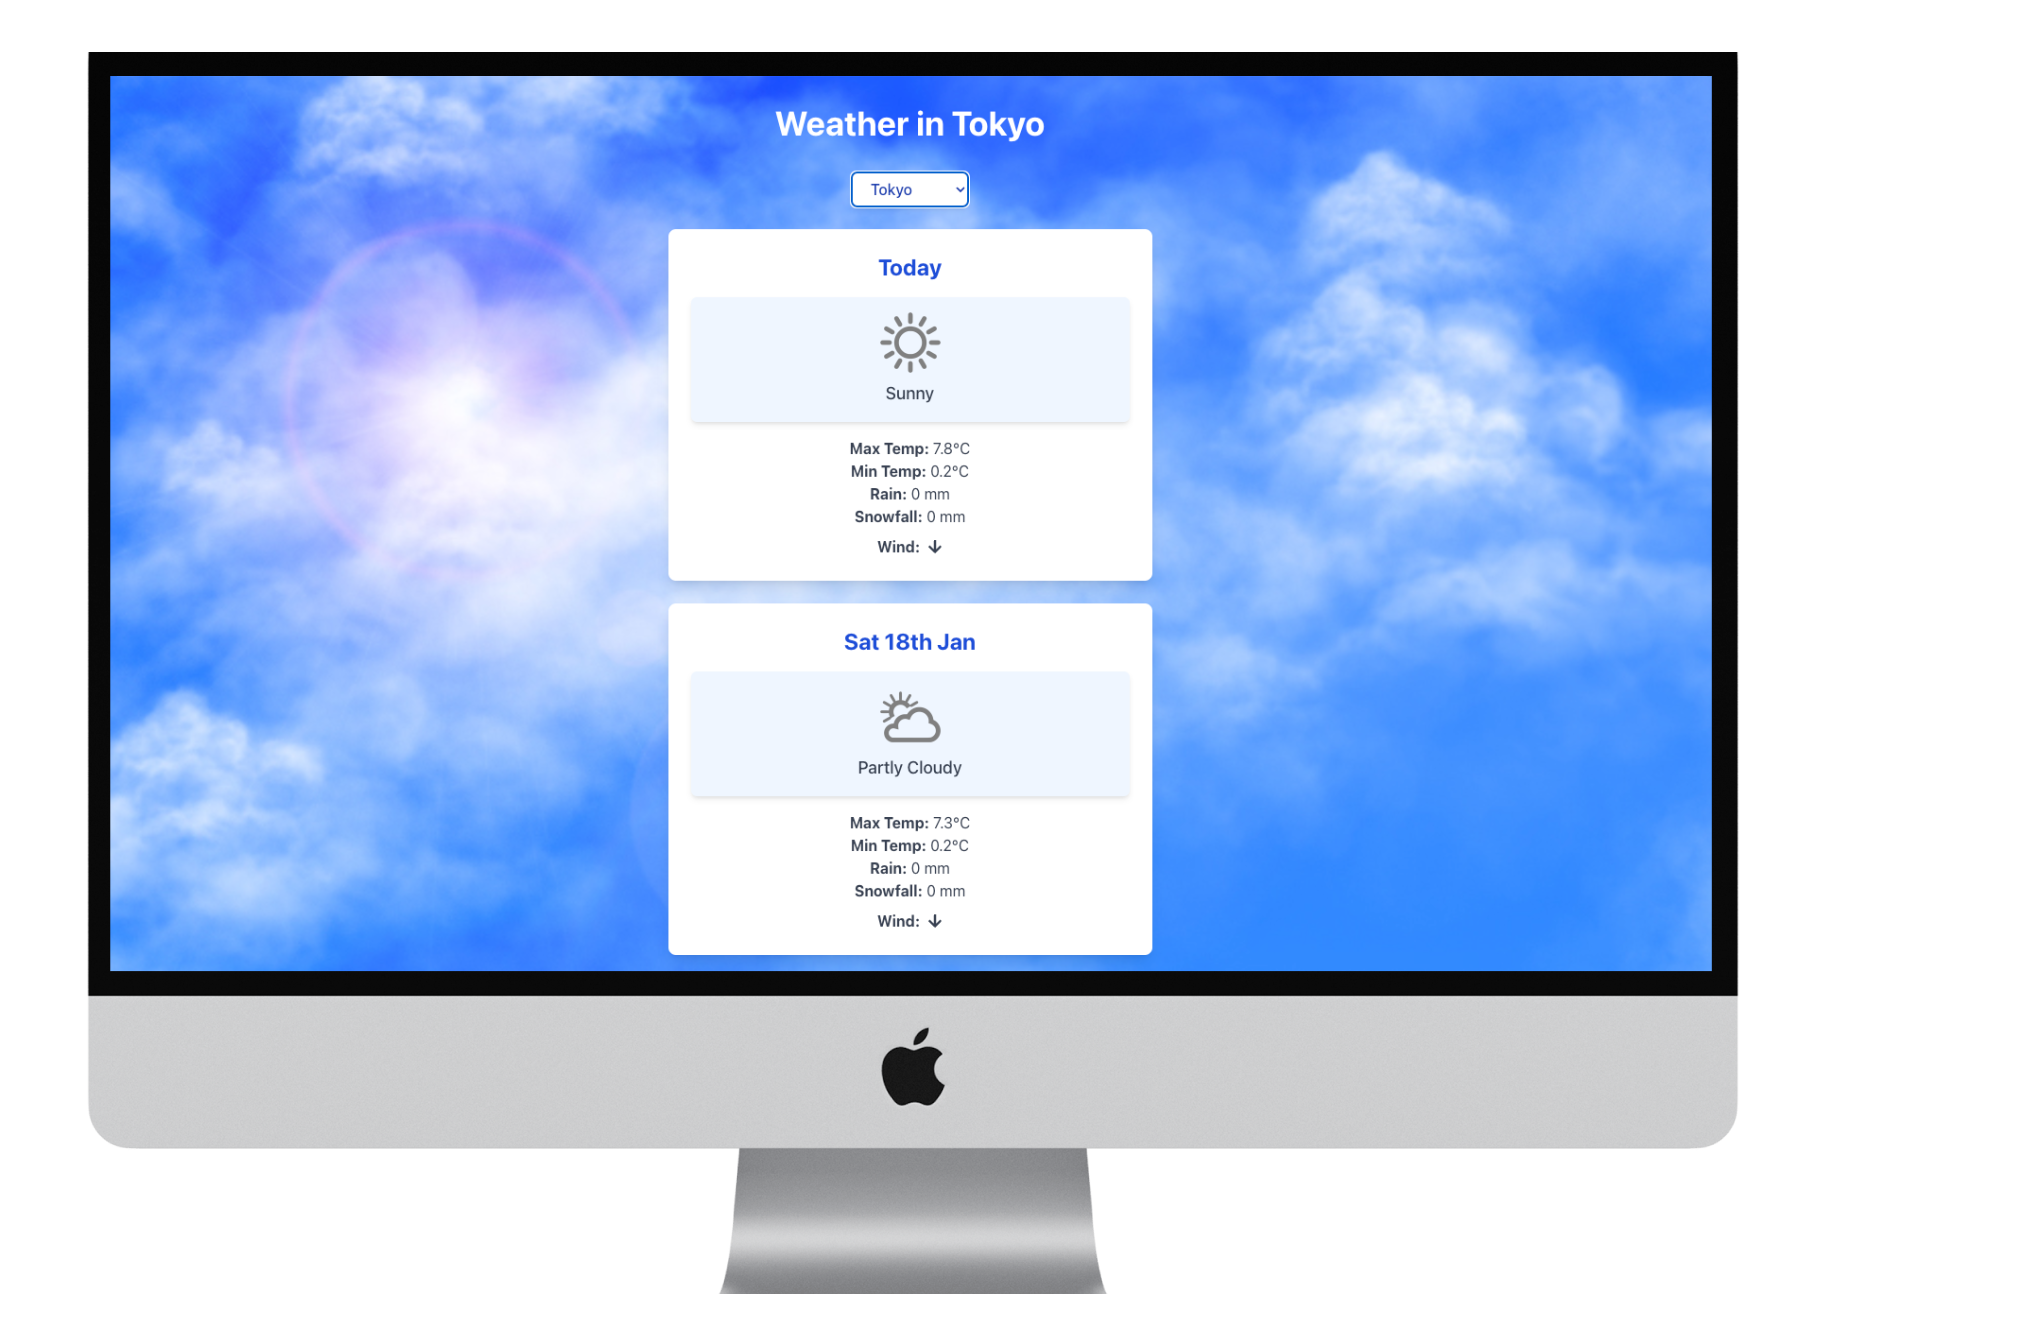 Weather in Tokyo
Tokyo
Today
Sunny
Max Temp: 7.8°C
Min Temp: 0.2°C
Rain: 0 mm
Snowfall: 0 mm
Wind:
Sat 18th Jan
Partly Cloudy
Max Temp: 7.3°C
Min Temp: 0.2°C
Rain: 0 mm
Snowfall: 0 mm
Wind: